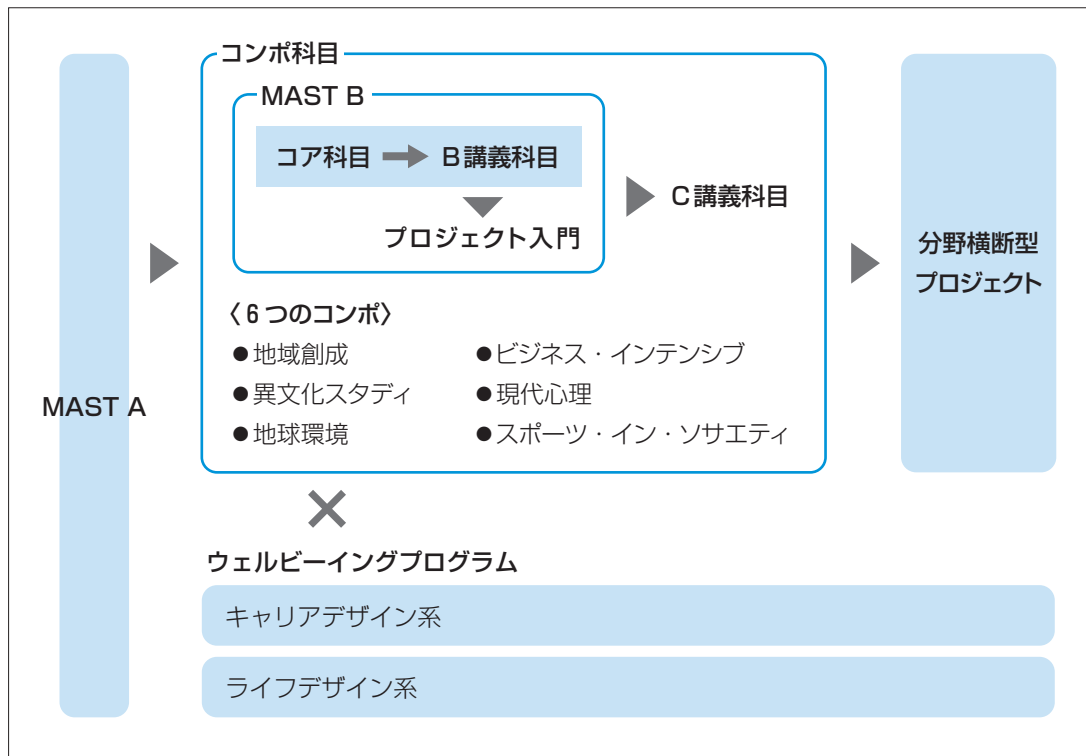 コンポ科目
MAST B
コア科目
B講義科目
プロジェクト入門
C講義科目
〈6つのコンポ〉
●地域創成
●異文化スタディ
●地球環境
●ビジネス・インテンシブ
●現代心理
●スポーツ・イン・ソサエティ
MAST A
分野横断型
プロジェクト
ウェルビーイングプログラム
キャリアデザイン系
ライフデザイン系